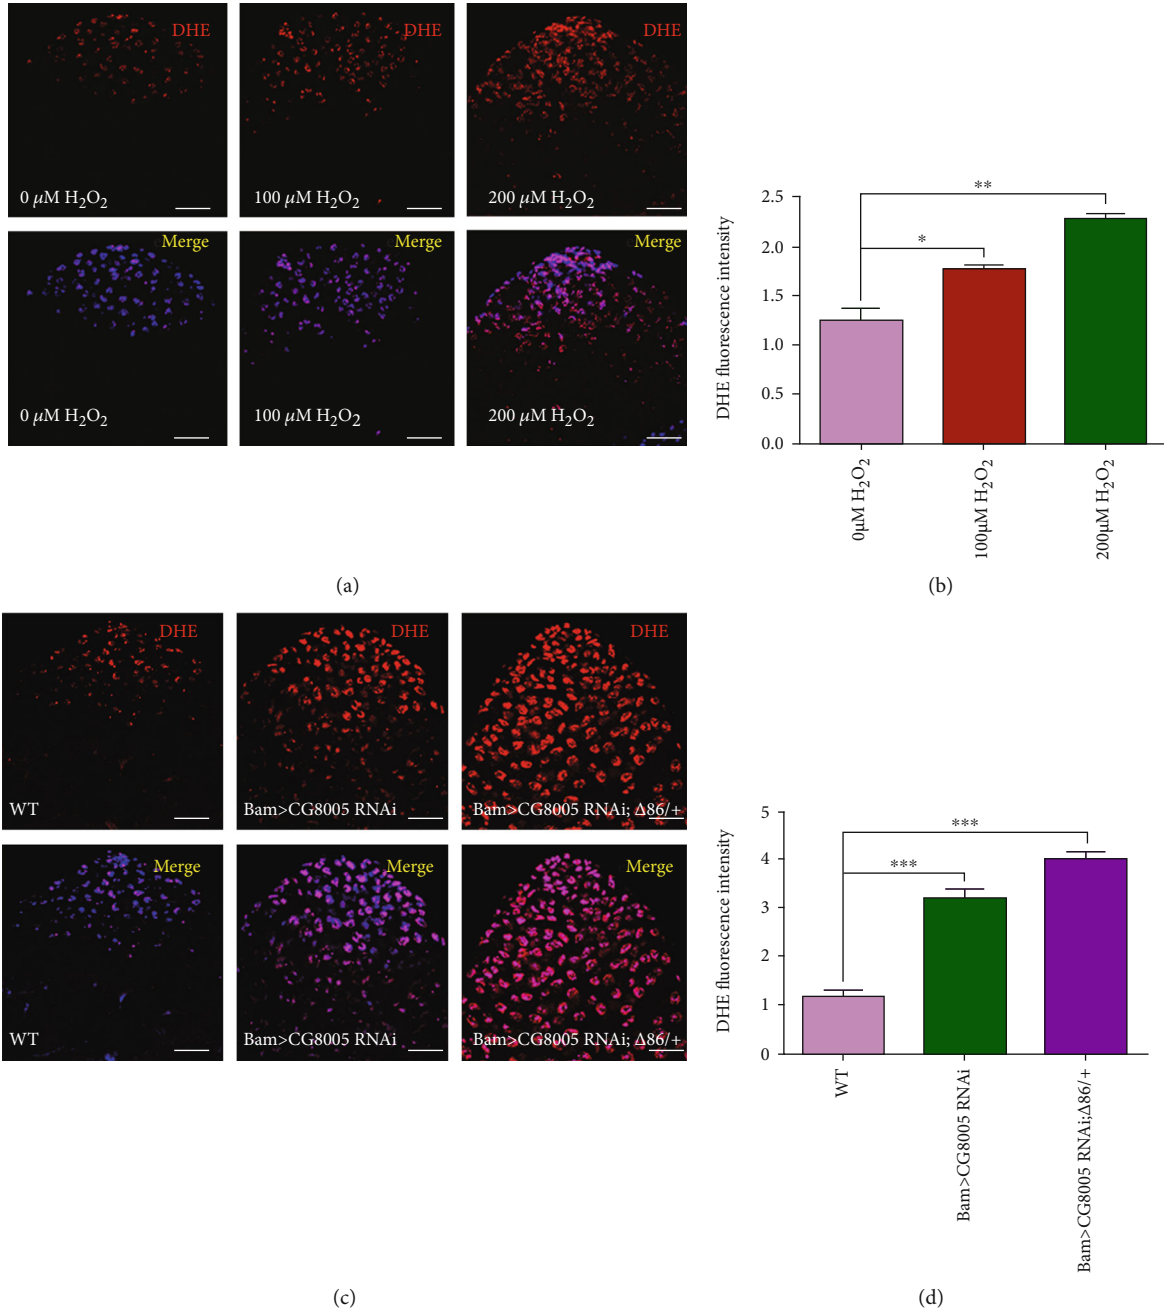 DHE
DHE
DHE
0 μM H₂O₂
100 μM H₂O₂
200 μM H₂O₂
Merge
Merge
Merge
0 μM H₂O₂
100 μM H₂O₂
200 μM H₂O₂
(a)
DHE fluorescence intensity
2.5
2.0
1.5
1.0
0.5
0.0
*
**
0μM H₂O₂
100μM H₂O₂
200μM H₂O₂
(b)
DHE
DHE
DHE
WT
Bam>CG8005 RNAi
Bam>CG8005 RNAi; Δ86/+
Merge
Merge
Merge
WT
Bam>CG8005 RNAi
Bam>CG8005 RNAi; Δ86/+
(c)
DHE fluorescence intensity
5
4
3
2
1
0
***
***
WT
Bam>CG8005 RNAi
Bam>CG8005 RNAi;Δ86/+
(d)